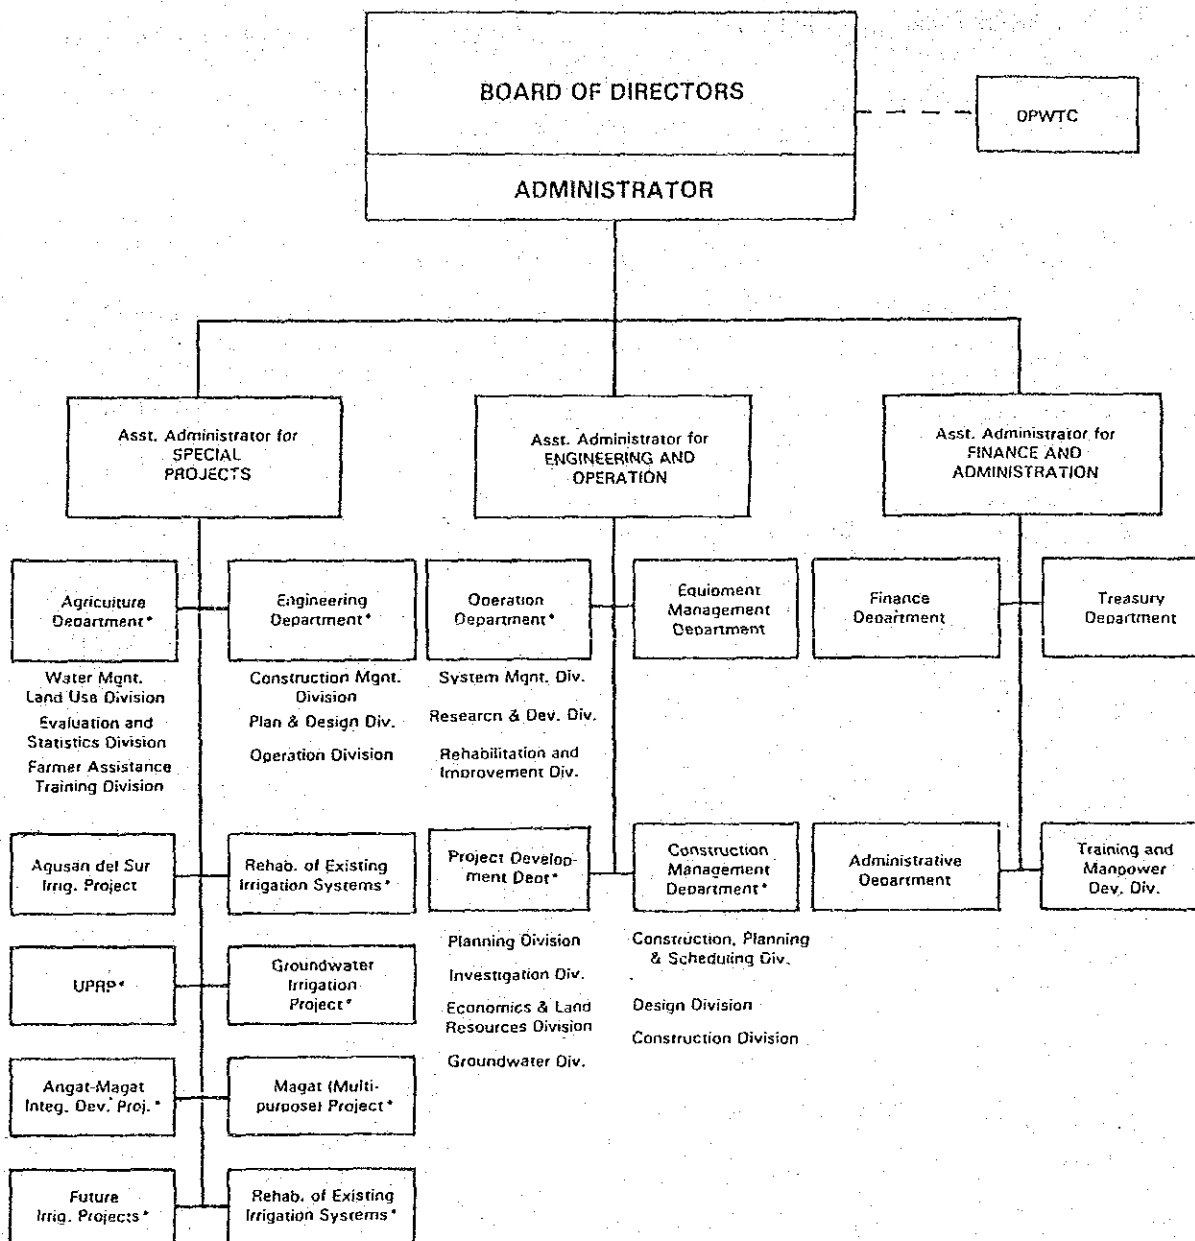 BOARD OF DIRECTORS
ADMINISTRATOR
DPWTC
Asst. Administrator for
SPECIAL
PROJECTS
Asst. Administrator for
ENGINEERING AND
OPERATION
Asst. Administrator for
FINANCE AND
ADMINISTRATION
Agriculture
Department*
Water Mgnt.
Land Use Division
Evaluation and
Statistics Division
Farmer Assistance
Training Division
Engineering
Department*
Construction Mgnt.
Division
Plan & Design Div.
Operation Division
Operation
Department*
System Mgnt. Div.
Research & Dev. Div.
Rehabilitation and
Improvement Div.
Equipment
Management
Department
Finance
Department
Treasury
Department
Agusan del Sur
Irrig. Project
Rehab. of Existing
Irrigation Systems*
Project Develop-
ment Dept*
Planning Division
Investigation Div.
Economics & Land
Resources Division
Groundwater Div.
Construction
Management
Department*
Construction, Planning
& Scheduling Div.
Design Division
Construction Division
Administrative
Department
Training and
Manpower
Dev. Div.
UPRP*
Groundwater
Irrigation
Project*
Angat-Magat
Integ. Dev. Proj.*
Magat (Multi-
purpose) Project*
Future
Irrig. Projects*
Rehab. of Existing
Irrigation Systems*